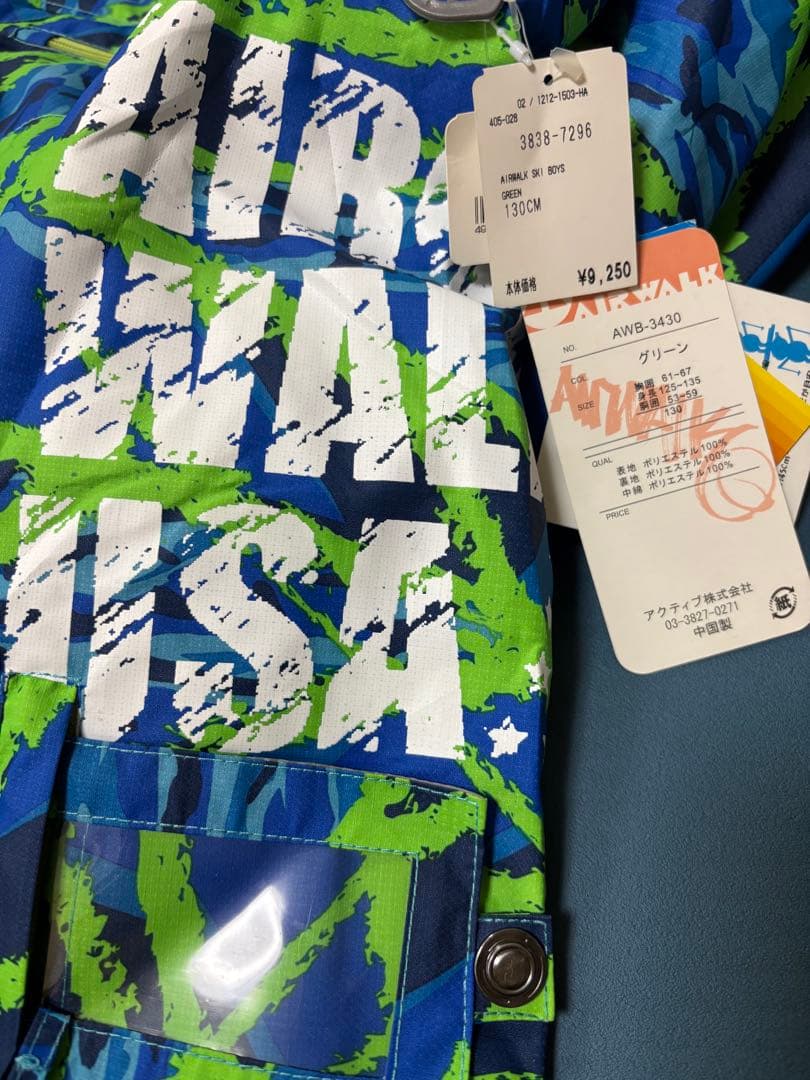 AIR
WAL
USA
02 / 1212-1503-HA
405-028
3838-7296
AIRWALK SKI BOYS
GREEN
130CM
本体価格 ¥9,250
49
AIRWALK
NO. AWB-3430
COL. グリーン
SIZE 胸囲 61~67
身長 125~135
胴囲 53~59
130
AIRWALK
QUAL 表地 ポリエステル100%
裏地 ポリエステル100%
中綿 ポリエステル100%
PRICE
アクティブ株式会社
03-3827-0271
中国製
紙
145cm